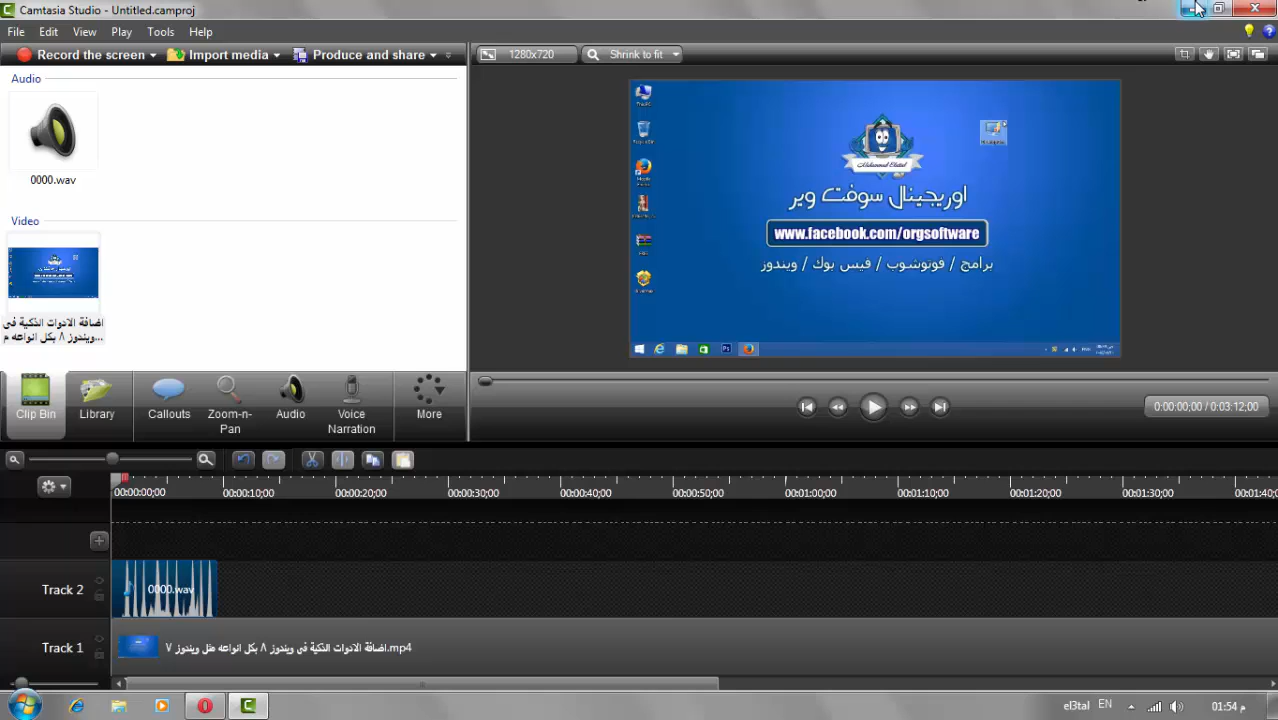 Camtasia Studio - Untitled.camproj
File Edit View Play Tools Help
Record the screen Import media Produce and share
1280x720 Shrink to fit
Audio
0000.wav
Video
اضافة الادوات الذكية فى
ويندوز ٨ بكل انواعه م...
اوريجينال سوفت وير
www.facebook.com/orgsoftware
برامج / فوتوشوب / فيس بوك / ويندوز
Clip Bin
Library
Callouts
Zoom-n-Pan
Audio
Voice Narration
More
0:00:00;00 / 0:03:12;00
00:00:00;00 00:00:10;00 00:00:20;00 00:00:30;00 00:00:40;00 00:00:50;00 00:01:00;00 00:01:10;00 00:01:20;00 00:01:30;00 00:01:40;0
Track 2
0000.wav
Track 1
اضافة الادوات الذكية فى ويندوز ٨ بكل انواعه مثل ويندوز ٧.mp4
el3tal EN 01:54 م